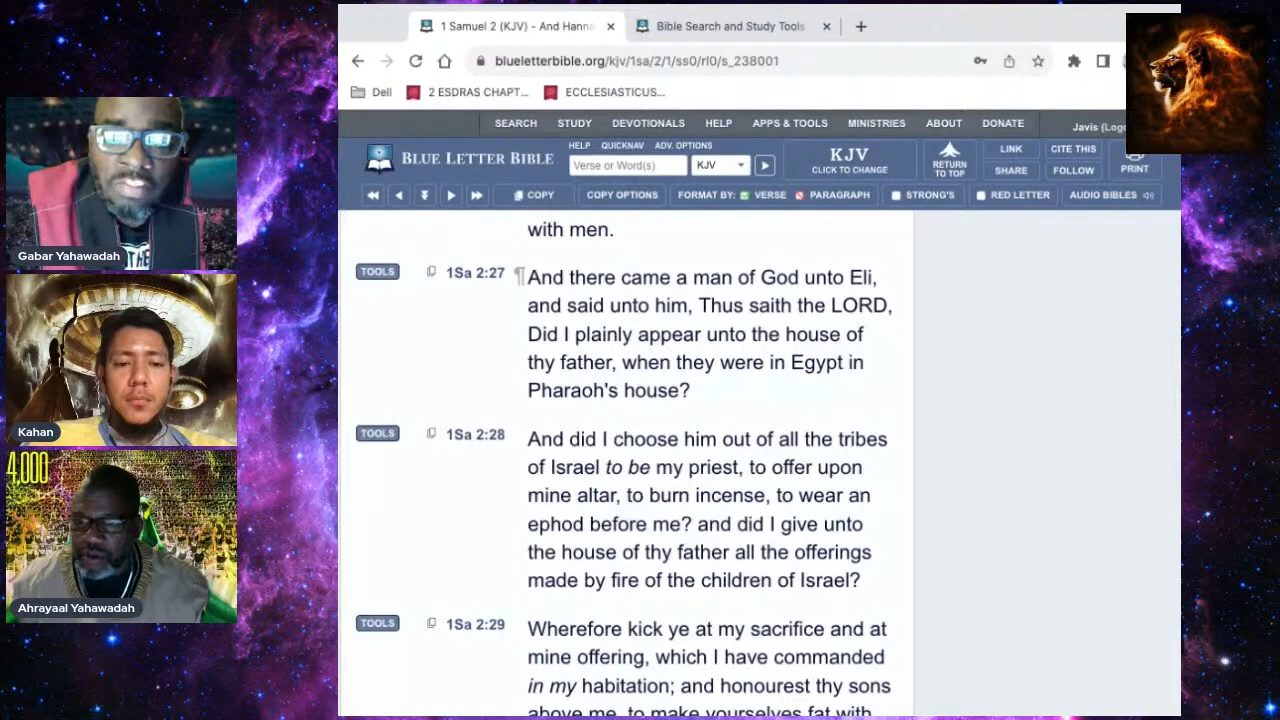 1 Samuel 2 (KJV) - And Hanna
Bible Search and Study Tools
blueletterbible.org/kjv/1sa/2/1/ss0/rl0/s_238001
Dell
2 ESDRAS CHAPT...
ECCLESIASTICUS...
SEARCH STUDY DEVOTIONALS HELP APPS & TOOLS MINISTRIES ABOUT DONATE
Javis (Logo
BLUE LETTER BIBLE
HELP QUICKNAV ADV. OPTIONS
Verse or Word(s)
KJV
KJV
CLICK TO CHANGE
RETURN
TO TOP
LINK
CITE THIS
SHARE
FOLLOW
PRINT
COPY
COPY OPTIONS
FORMAT BY: VERSE PARAGRAPH
STRONG'S
RED LETTER
AUDIO BIBLES
with men.
TOOLS
1Sa 2:27
¶And there came a man of God unto Eli,
and said unto him, Thus saith the LORD,
Did I plainly appear unto the house of
thy father, when they were in Egypt in
Pharaoh's house?
TOOLS
1Sa 2:28
And did I choose him out of all the tribes
of Israel to be my priest, to offer upon
mine altar, to burn incense, to wear an
ephod before me? and did I give unto
the house of thy father all the offerings
made by fire of the children of Israel?
TOOLS
1Sa 2:29
Wherefore kick ye at my sacrifice and at
mine offering, which I have commanded
in my habitation; and honourest thy sons
above me, to make yourselves fat with
Gabar Yahawadah
Kahan
4,000
Ahrayaal Yahawadah